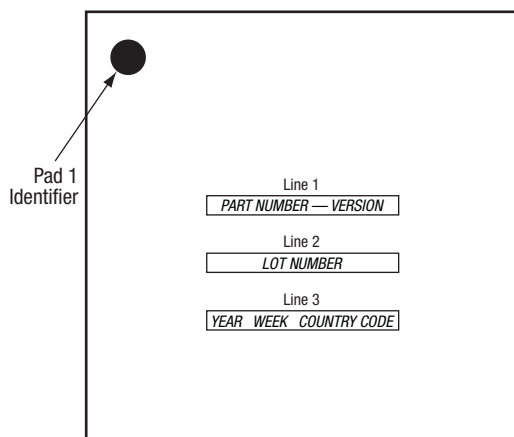 Pad 1
Identifier
Line 1
PART NUMBER — VERSION
Line 2
LOT NUMBER
Line 3
YEAR WEEK COUNTRY CODE